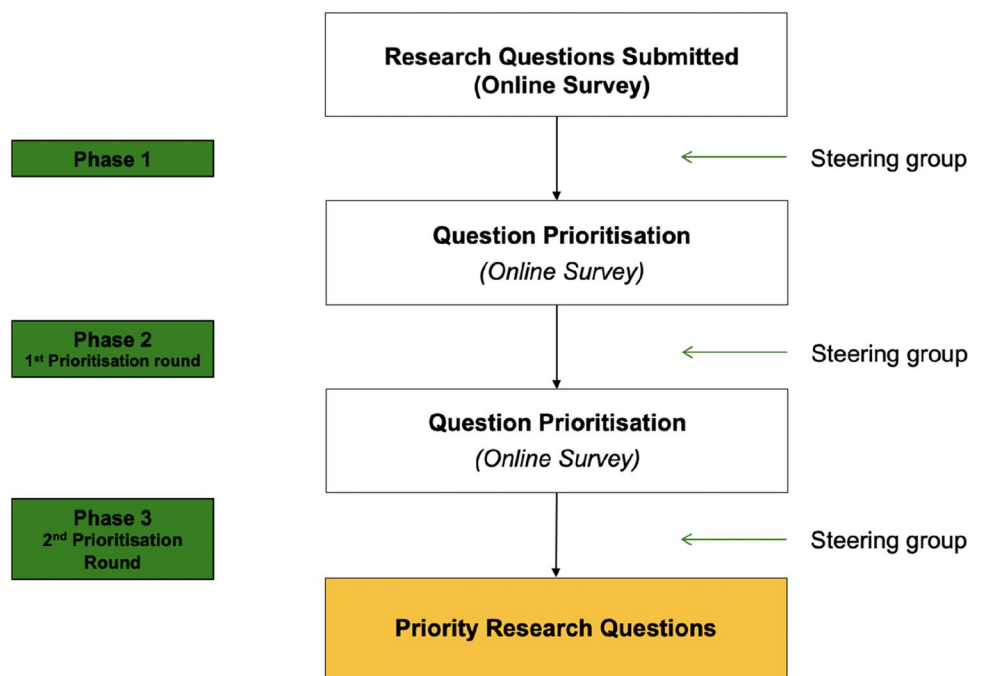 Research Questions Submitted
(Online Survey)
Phase 1
Steering group
Question Prioritisation
(Online Survey)
Phase 2
1st Prioritisation round
Steering group
Question Prioritisation
(Online Survey)
Phase 3
2nd Prioritisation
Round
Steering group
Priority Research Questions